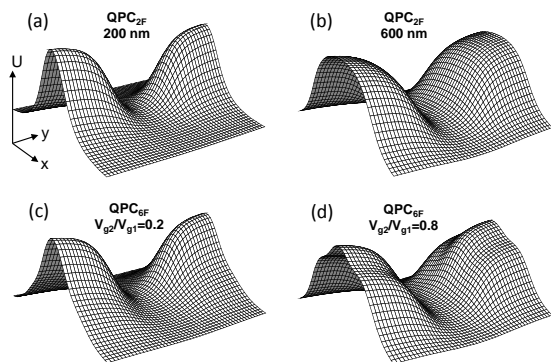 (a)
QPC₂F
200 nm
U
y
x
(b)
QPC₂F
600 nm
(c)
QPC₆F
Vg2/Vg1=0.2
(d)
QPC₆F
Vg2/Vg1=0.8